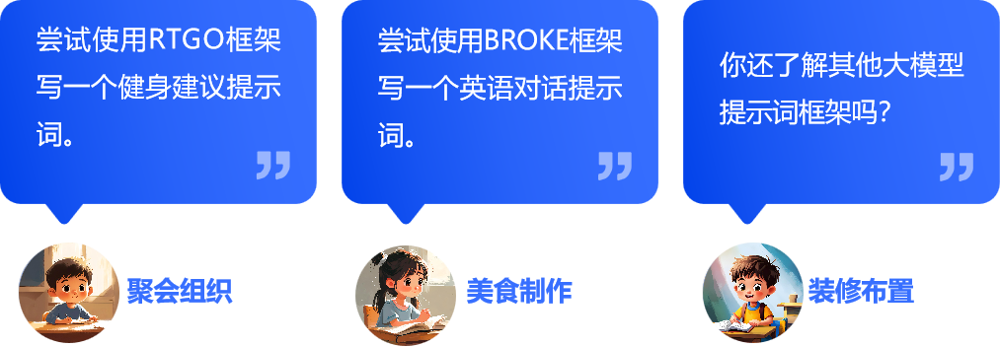 尝试使用RTGO框架
写一个健身建议提示
词。
尝试使用BROKE框架
写一个英语对话提示
词。
你还了解其他大模型
提示词框架吗？
聚会组织
美食制作
装修布置